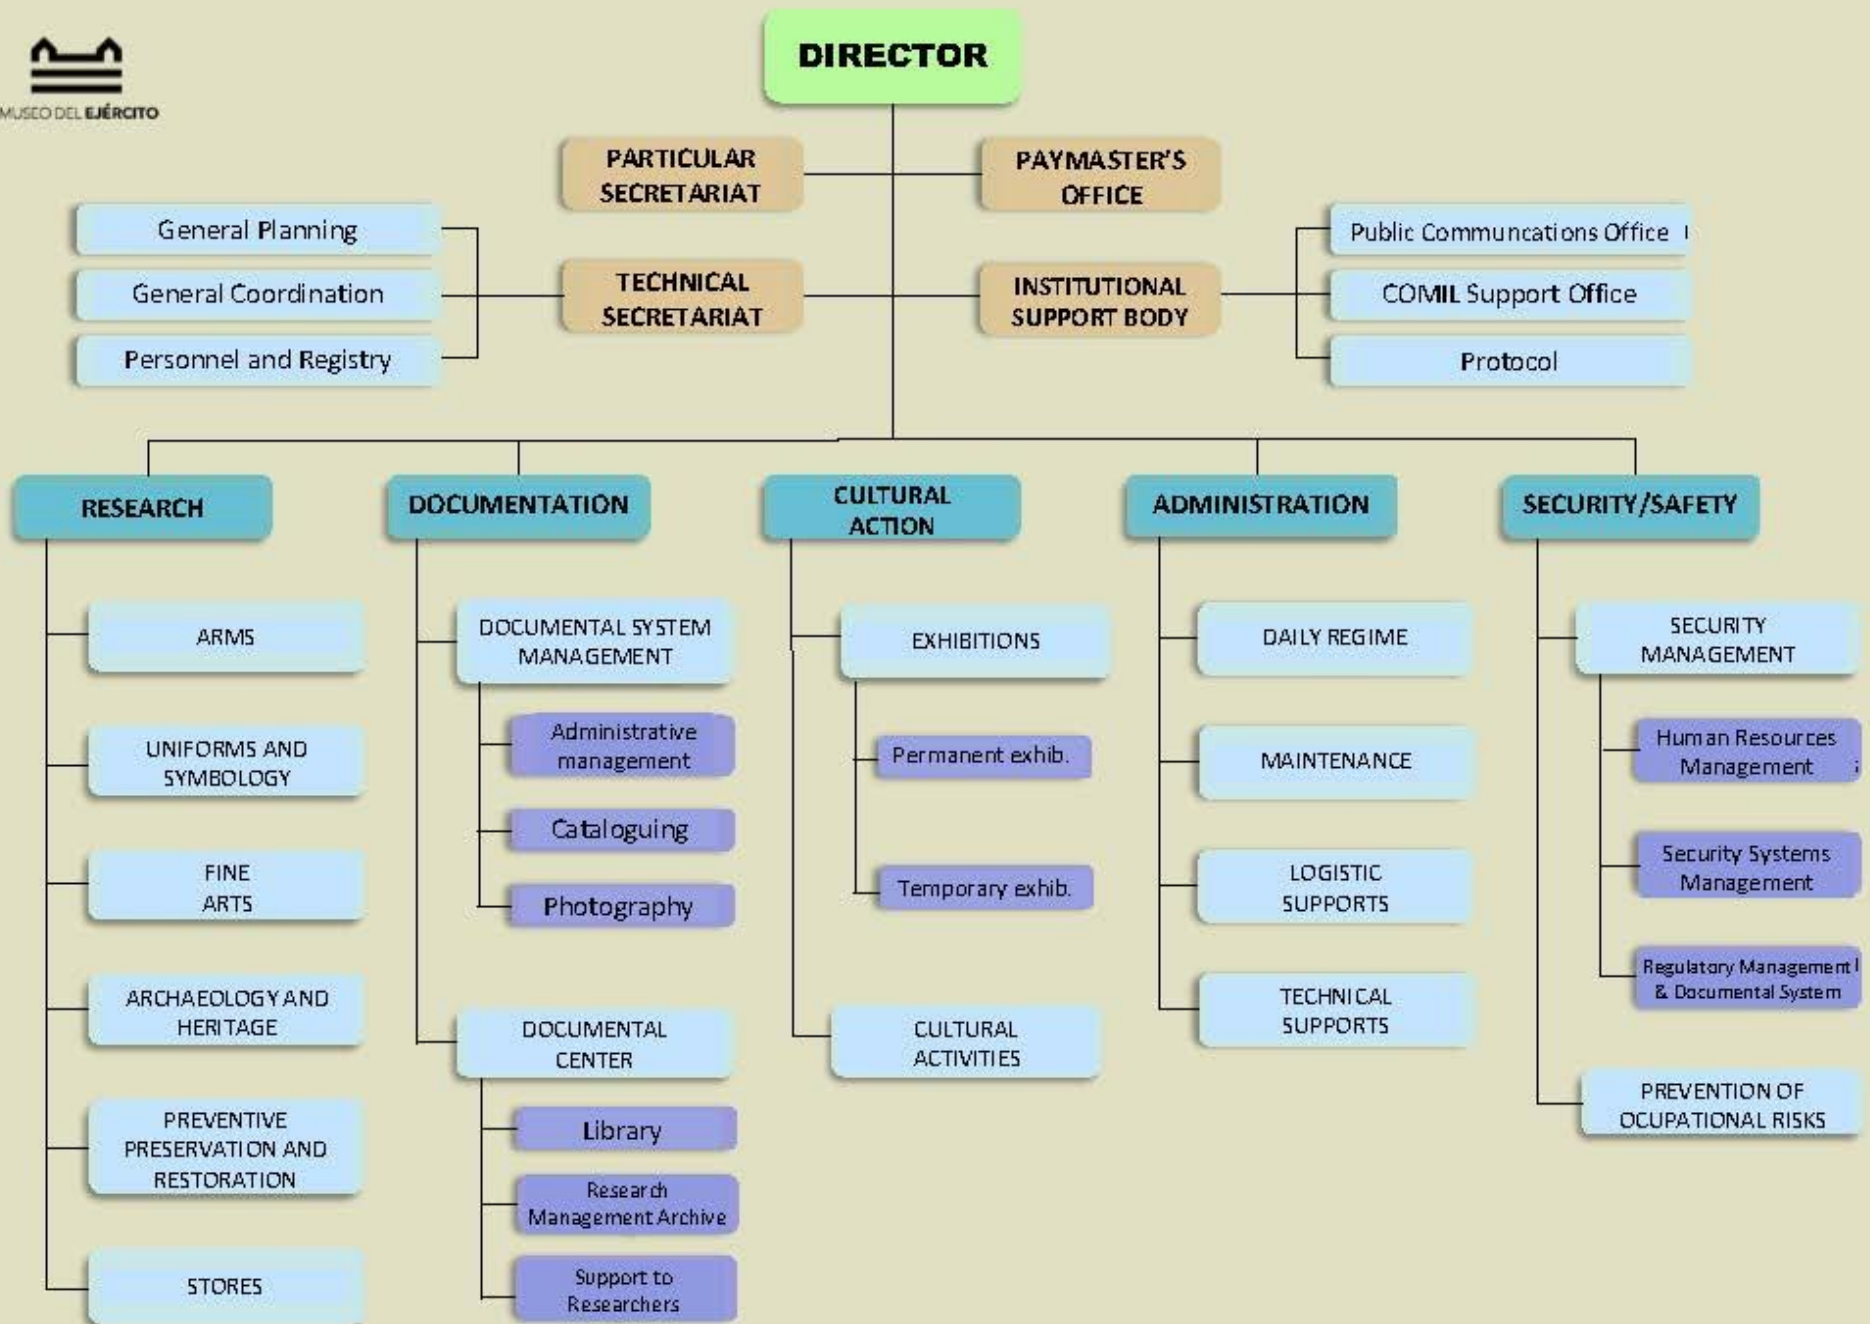 MUSEO DEL EJÉRCITO
DIRECTOR
PARTICULAR
SECRETARIAT
PAYMASTER'S
OFFICE
General Planning
General Coordination
Personnel and Registry
TECHNICAL
SECRETARIAT
INSTITUTIONAL
SUPPORT BODY
Public Communcations Office
COMIL Support Office
Protocol
RESEARCH
ARMS
UNIFORMS AND
SYMBOLOGY
FINE
ARTS
ARCHAEOLOGY AND
HERITAGE
PREVENTIVE
PRESERVATION AND
RESTORATION
STORES
DOCUMENTATION
DOCUMENTAL SYSTEM
MANAGEMENT
Administrative
management
Cataloguing
Photography
DOCUMENTAL
CENTER
Library
Research
Management Archive
Support to
Researchers
CULTURAL
ACTION
EXHIBITIONS
Permanent exhib.
Temporary exhib.
CULTURAL
ACTIVITIES
ADMINISTRATION
DAILY REGIME
MAINTENANCE
LOGISTIC
SUPPORTS
TECHNICAL
SUPPORTS
SECURITY/SAFETY
SECURITY
MANAGEMENT
Human Resources
Management
Security Systems
Management
Regulatory Management
& Documental System
PREVENTION OF
OCUPATIONAL RISKS